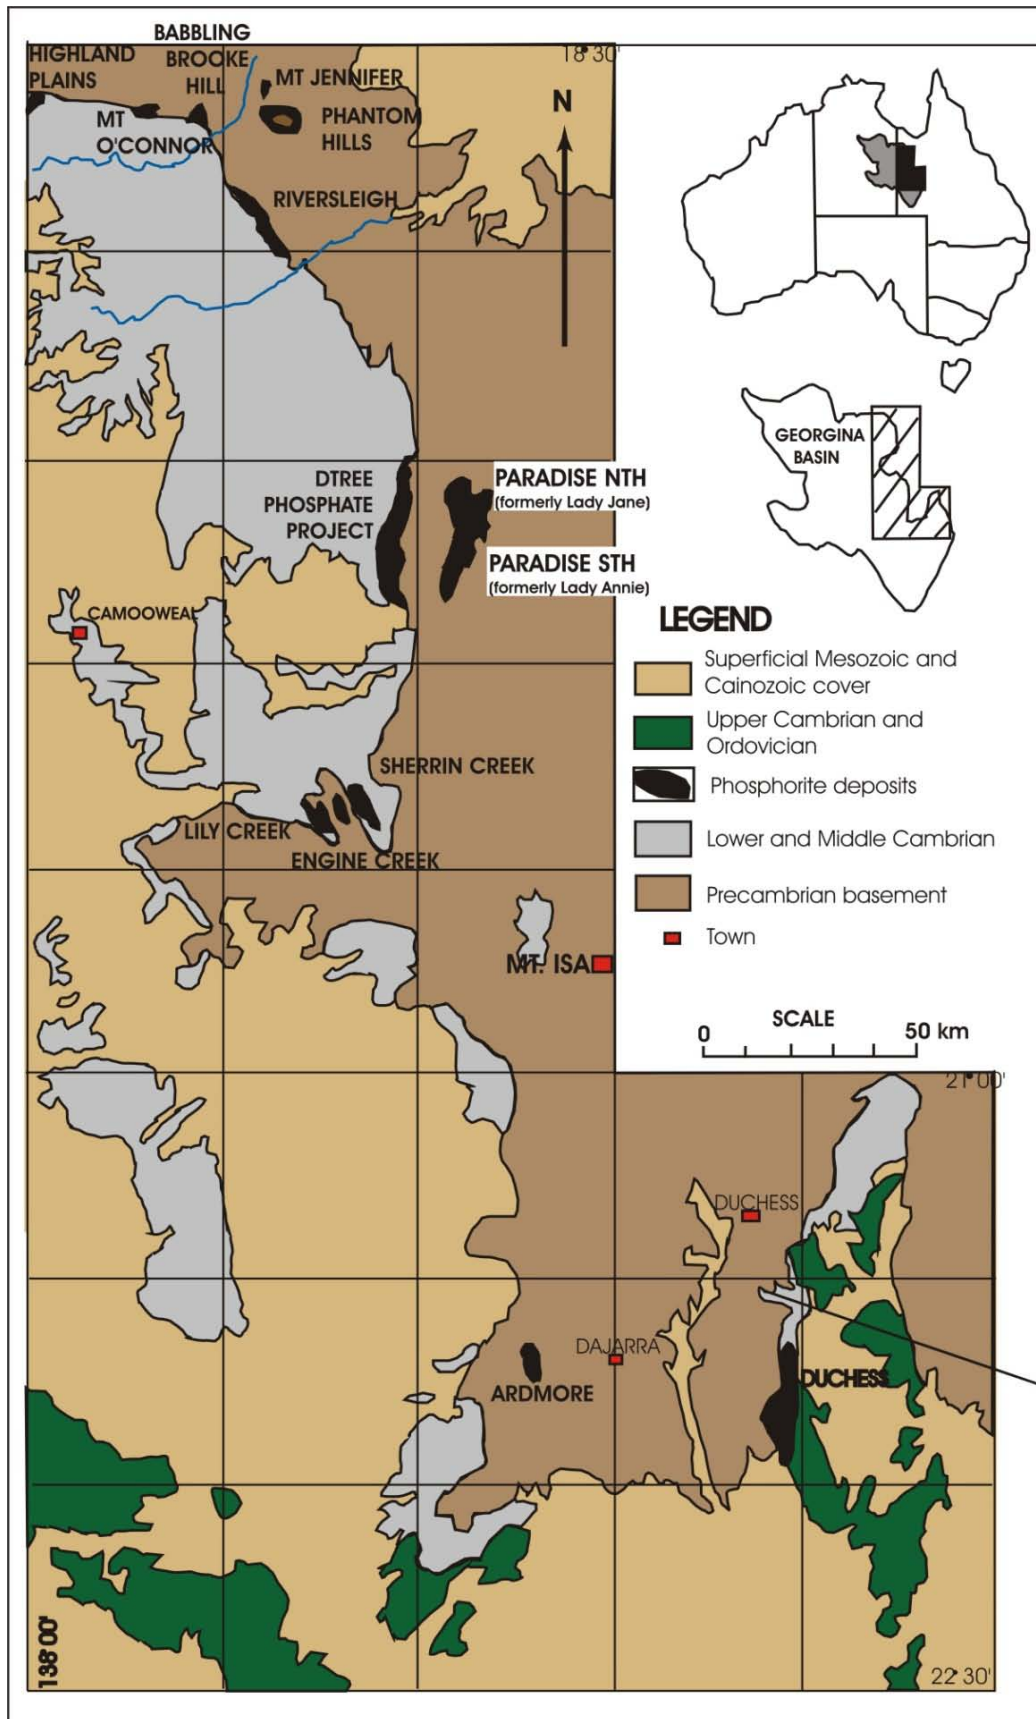 BABBLING
BROOKE
HILL
HIGHLAND
PLAINS
MT JENNIFER
MT
O'CONNOR
PHANTOM
HILLS
18 30'
N
RIVERSLEIGH
DTREE
PHOSPHATE
PROJECT
PARADISE NTH
(formerly Lady Jane)
PARADISE STH
(formerly Lady Annie)
CAMOOWEAL
SHERRIN CREEK
LILY CREEK
ENGINE CREEK
MT. ISA
GEORGINA
BASIN
LEGEND
Superficial Mesozoic and
Cainozoic cover
Upper Cambrian and
Ordovician
Phosphorite deposits
Lower and Middle Cambrian
Precambrian basement
Town
SCALE
0
50 km
21 00'
DUCHESS
DAJARRA
ARDMORE
DUCHESS
138 00'
22 30'